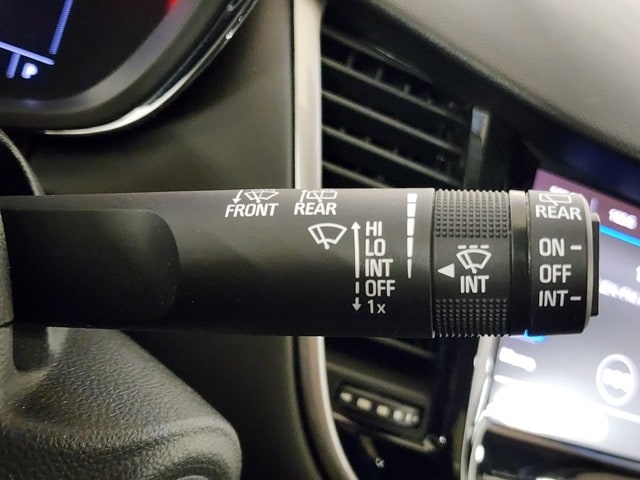 P
FRONT REAR
HI
LO
INT
OFF
1x
INT
REAR
ON
OFF
INT